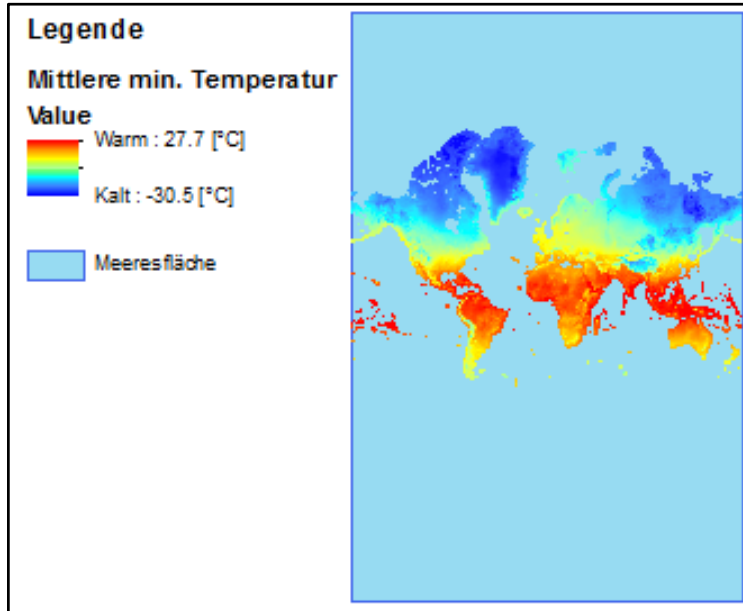 Legende
Mittlere min. Temperatur
Value
Warm : 27.7 [°C]
Kalt : -30.5 [°C]
Meeresfläche